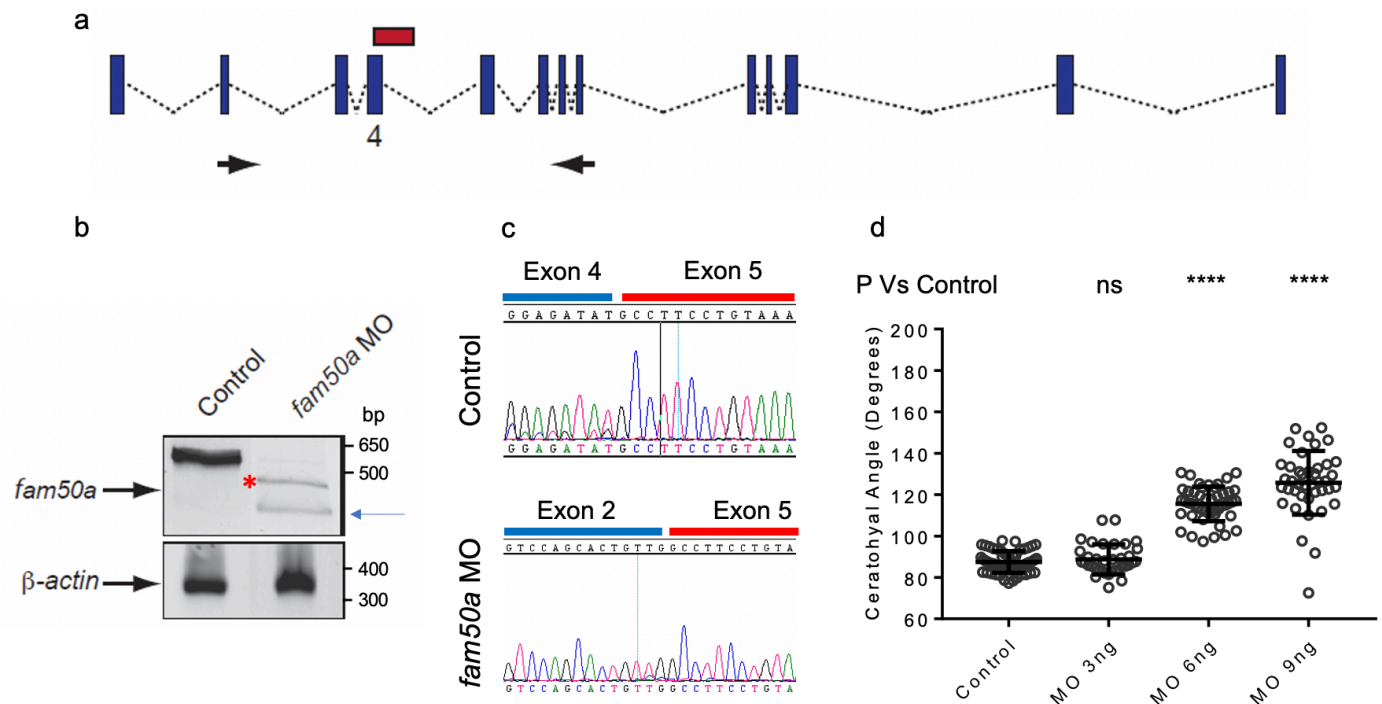 a
4
b
Control
fam50a MO
bp
650
500
*
fam50a
400
β-actin
300
c
Exon 4 Exon 5
Control
GGAGATATGCCTTCCTGTAAA
GGAGATATGCCTTCCTGTAAA
Exon 2 Exon 5
fam50a MO
GTCCAGCACTGTTGGCCTTCCTGTA
GTCCAGCACTGTTGGCCTTCCTGTA
d
P Vs Control ns **** ****
Ceratohyal Angle (Degrees)
200
180
160
140
120
100
80
60
Control
MO 3ng
MO 6ng
MO 9ng